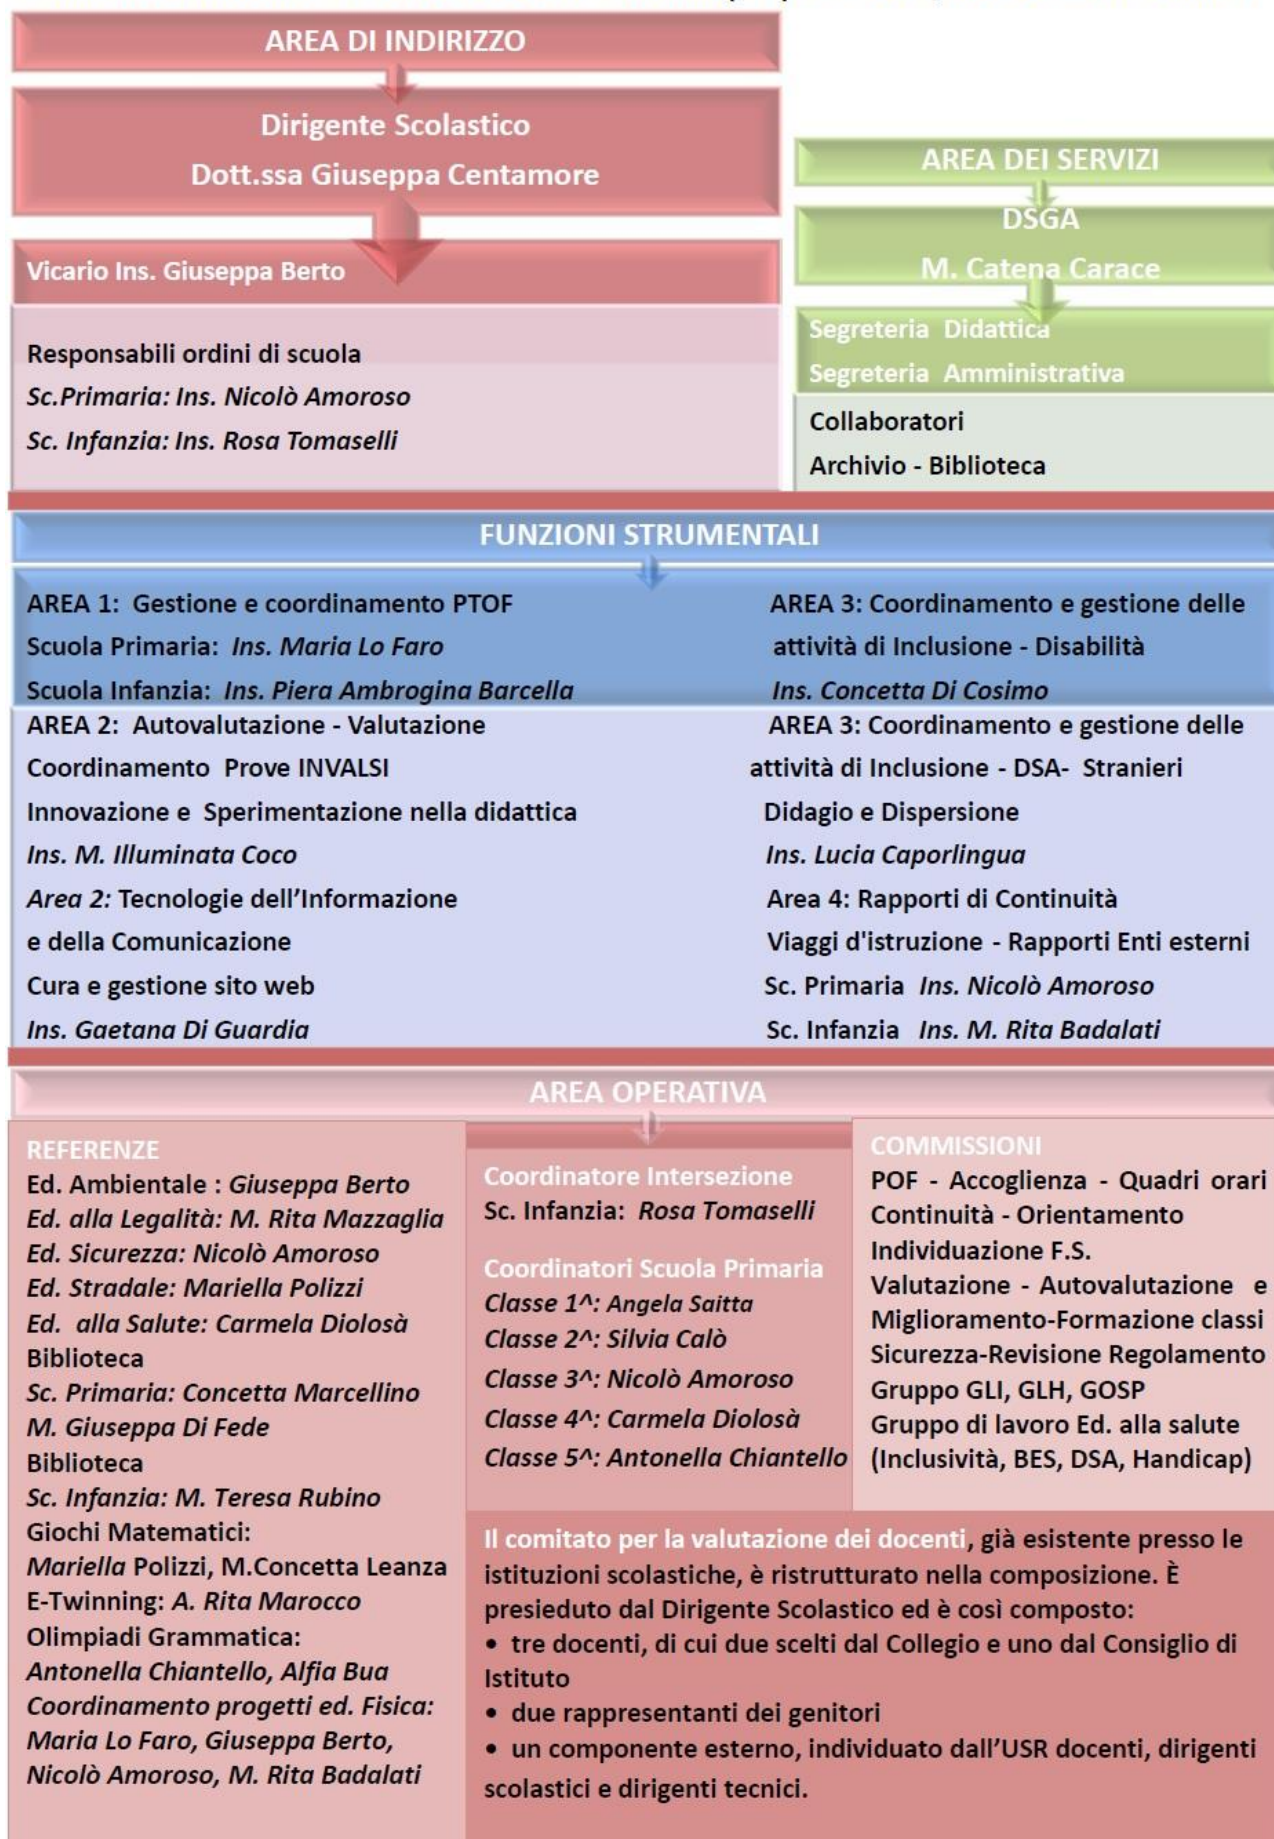 AREA DI INDIRIZZO
Dirigente Scolastico
Dott.ssa Giuseppa Centamore
Vicario Ins. Giuseppa Berto
Responsabili ordini di scuola
Sc.Primaria: Ins. Nicolò Amoroso
Sc. Infanzia: Ins. Rosa Tomaselli
AREA DEI SERVIZI
DSGA
M. Catena Carace
Segreteria Didattica
Segreteria Amministrativa
Collaboratori
Archivio - Biblioteca
FUNZIONI STRUMENTALI
AREA 1: Gestione e coordinamento PTOF
Scuola Primaria: Ins. Maria Lo Faro
Scuola Infanzia: Ins. Piera Ambrogina Barcella
AREA 2: Autovalutazione - Valutazione
Coordinamento Prove INVALSI
Innovazione e Sperimentazione nella didattica
Ins. M. Illuminata Coco
Area 2: Tecnologie dell'Informazione
e della Comunicazione
Cura e gestione sito web
Ins. Gaetana Di Guardia
AREA 3: Coordinamento e gestione delle
attività di Inclusione - Disabilità
Ins. Concetta Di Cosimo
AREA 3: Coordinamento e gestione delle
attività di Inclusione - DSA- Stranieri
Didagio e Dispersione
Ins. Lucia Caporlingua
Area 4: Rapporti di Continuità
Viaggi d'istruzione - Rapporti Enti esterni
Sc. Primaria Ins. Nicolò Amoroso
Sc. Infanzia Ins. M. Rita Badalati
AREA OPERATIVA
REFERENZE
Ed. Ambientale : Giuseppa Berto
Ed. alla Legalità: M. Rita Mazzaglia
Ed. Sicurezza: Nicolò Amoroso
Ed. Stradale: Mariella Polizzi
Ed. alla Salute: Carmela Diolosà
Biblioteca
Sc. Primaria: Concetta Marcellino
M. Giuseppa Di Fede
Biblioteca
Sc. Infanzia: M. Teresa Rubino
Giochi Matematici:
Mariella Polizzi, M.Concetta Leanza
E-Twinning: A. Rita Marocco
Olimpiadi Grammatica:
Antonella Chiantello, Alfia Bua
Coordinamento progetti ed. Fisica:
Maria Lo Faro, Giuseppa Berto,
Nicolò Amoroso, M. Rita Badalati
Coordinatore Intersezione
Sc. Infanzia: Rosa Tomaselli
Coordinatori Scuola Primaria
Classe 1^: Angela Saitta
Classe 2^: Silvia Calò
Classe 3^: Nicolò Amoroso
Classe 4^: Carmela Diolosà
Classe 5^: Antonella Chiantello
COMMISSIONI
POF - Accoglienza - Quadri orari
Continuità - Orientamento
Individuazione F.S.
Valutazione - Autovalutazione e
Miglioramento-Formazione classi
Sicurezza-Revisione Regolamento
Gruppo GLI, GLH, GOSP
Gruppo di lavoro Ed. alla salute
(Inclusività, BES, DSA, Handicap)
Il comitato per la valutazione dei docenti, già esistente presso le
istituzioni scolastiche, è ristrutturato nella composizione. È
presieduto dal Dirigente Scolastico ed è così composto:
• tre docenti, di cui due scelti dal Collegio e uno dal Consiglio di
Istituto
• due rappresentanti dei genitori
• un componente esterno, individuato dall'USR docenti, dirigenti
scolastici e dirigenti tecnici.